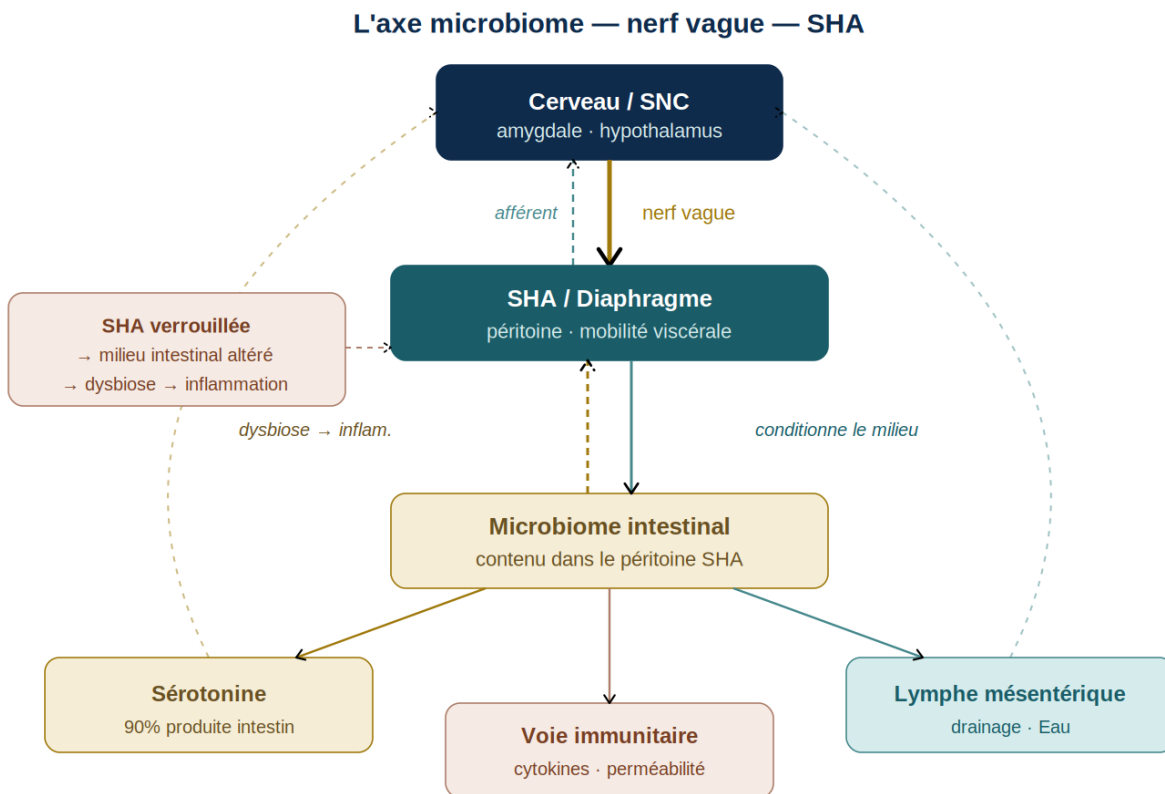 L'axe microbiome — nerf vague — SHA
Cerveau / SNC
amygdale · hypothalamus
afférent
nerf vague
SHA / Diaphragme
péritoine · mobilité viscérale
SHA verrouillée
→ milieu intestinal altéré
→ dysbiose → inflammation
dysbiose → inflam.
conditionne le milieu
Microbiome intestinal
contenu dans le péritoine SHA
Sérotonine
90% produite intestin
Voie immunitaire
cytokines · perméabilité
Lymphe mésentérique
drainage · Eau